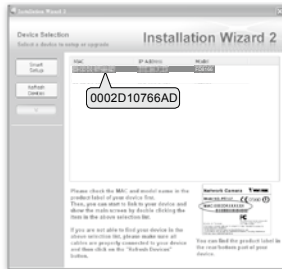 Installation Wizard 2
Device Selection
Installation Wizard 2
Select a device to setup or upgrade
Smart
Setup
Refresh
Devices
MAC
IP Address
Model
0002D10766AD
Please check the MAC and model name in the
product label of your device first.
Then, you can start to link to your device and
show the main screen by double clicking the
item in the above selection list.
If you are not able to find your device in the
above selection list, please make sure all
cables are properly connected to your device
and then click on the "Refresh Devices"
button.
Network Camera
You can find the product label in
the rear/bottom part of your
device.